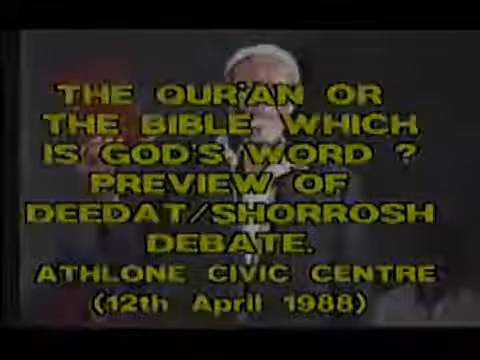 THE QUR'AN OR
THE BIBLE, WHICH
IS GOD'S WORD ?
PREVIEW OF
DEEDAT/SHORROSH
DEBATE.
ATHLONE CIVIC CENTRE
(12th April 1988)